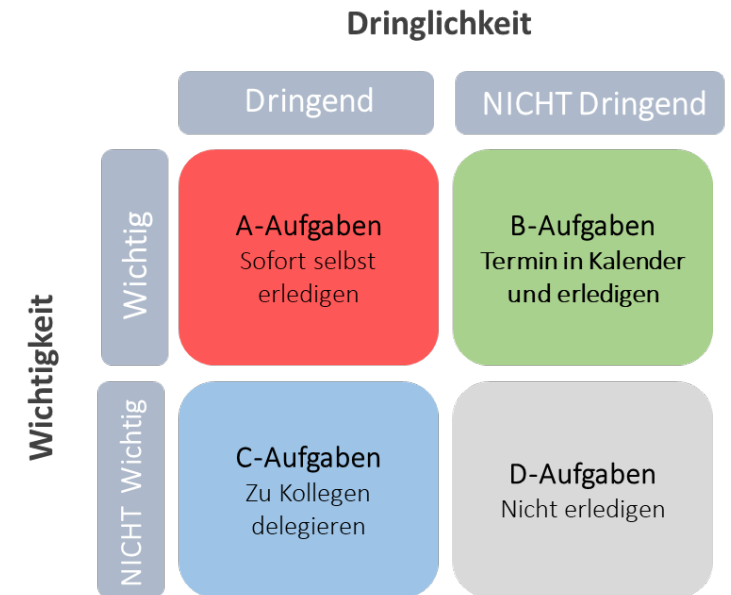 Dringlichkeit
Dringend
NICHT Dringend
Wichtigkeit
Wichtig
A-Aufgaben
Sofort selbst
erledigen
B-Aufgaben
Termin in Kalender
und erledigen
NICHT Wichtig
C-Aufgaben
Zu Kollegen
delegieren
D-Aufgaben
Nicht erledigen